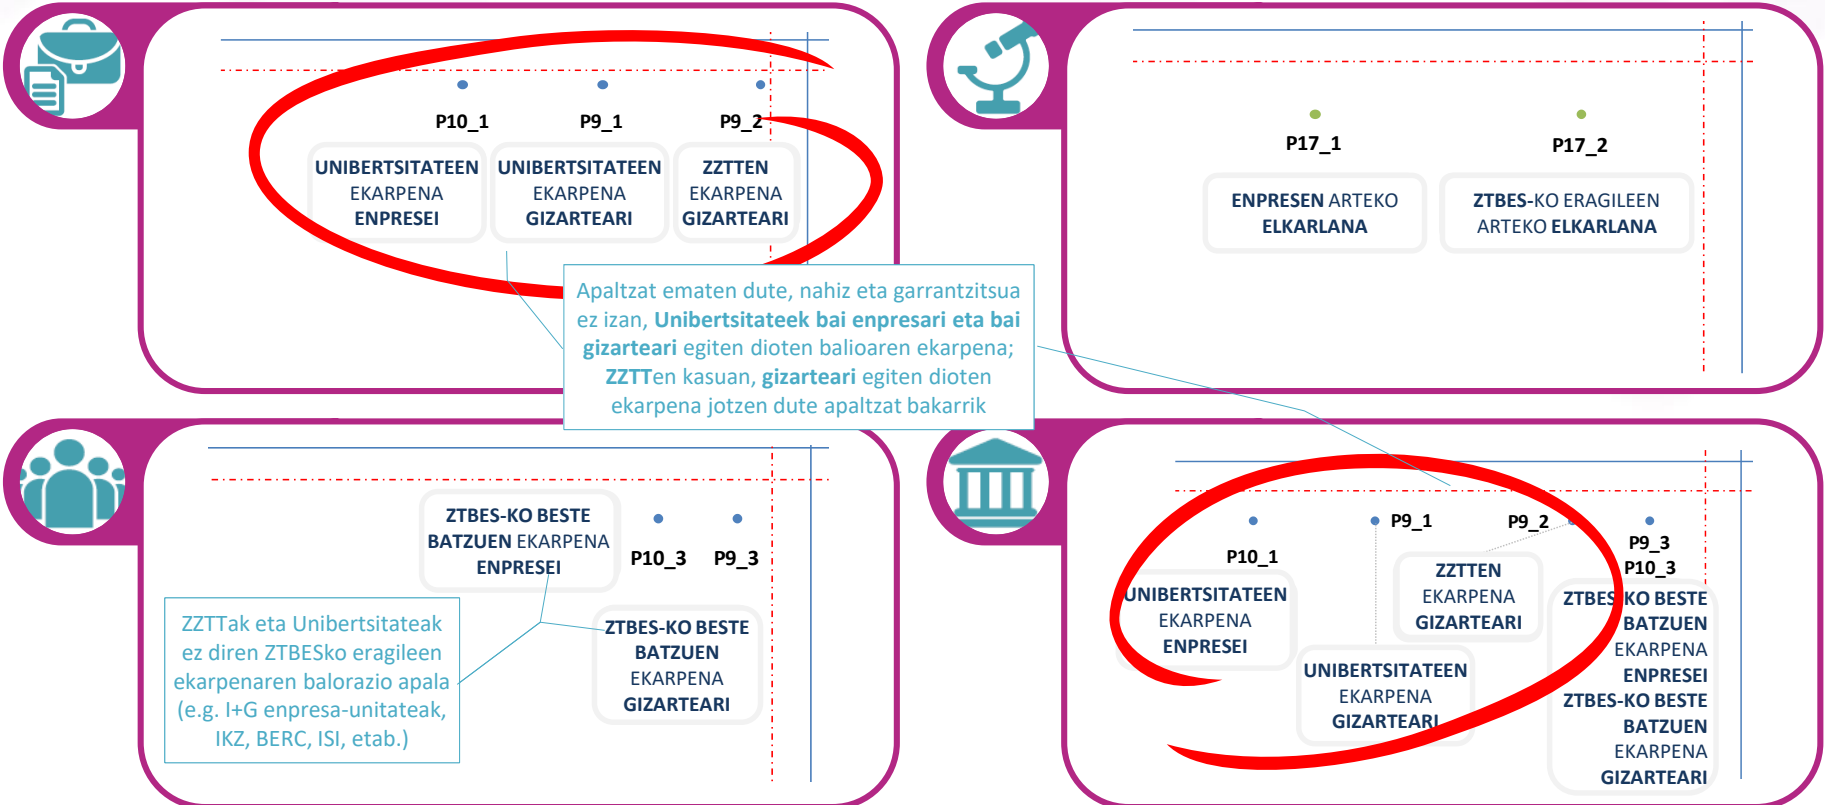 P10_1
P9_1
P9_2
UNIBERTSITATEEN
EKARPENA
ENPRESEI
UNIBERTSITATEEN
EKARPENA
GIZARTEARI
ZZTTEN
EKARPENA
GIZARTEARI
P17_1
P17_2
ENPRESEN ARTEKO
ELKARLANA
ZTBES-KO ERAGILEEN
ARTEKO ELKARLANA
Apaltzat ematen dute, nahiz eta garrantzitsua
ez izan, Unibertsitateek bai enpresari eta bai
gizarteari egiten dioten balioaren ekarpena;
ZZTTen kasuan, gizarteari egiten dioten
ekarpena jotzen dute apaltzat bakarrik
ZTBES-KO BESTE
BATZUEN EKARPENA
ENPRESEI
P10_3
P9_3
ZTBES-KO BESTE
BATZUEN
EKARPENA
GIZARTEARI
ZZTTak eta Unibertsitateak
ez diren ZTBESko eragileen
ekarpenaren balorazio apala
(e.g. I+G enpresa-unitateak,
IKZ, BERC, ISI, etab.)
P10_1
P9_1
P9_2
P9_3
P10_3
UNIBERTSITATEEN
EKARPENA
ENPRESEI
UNIBERTSITATEEN
EKARPENA
GIZARTEARI
ZZTTEN
EKARPENA
GIZARTEARI
ZTBES-KO BESTE
BATZUEN
EKARPENA
ENPRESEI
ZTBES-KO BESTE
BATZUEN
EKARPENA
GIZARTEARI